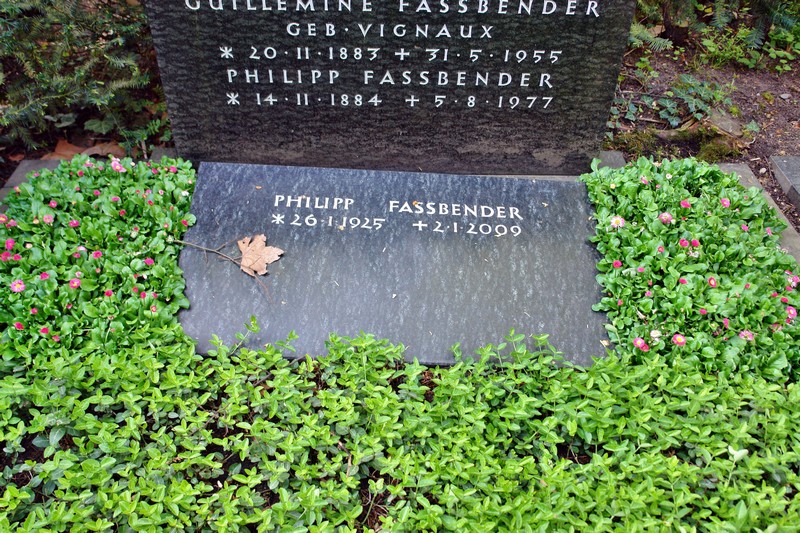 GUILLEMINE FASSBENDER
GEB · VIGNAUX
* 20 · 11 · 1883 + 31 · 5 · 1955
PHILIPP FASSBENDER
* 14 · 11 · 1884 + 5 · 8 · 1977
PHILIPP FASSBENDER
* 26 · 1 · 1925 + 2 · 1 · 2009